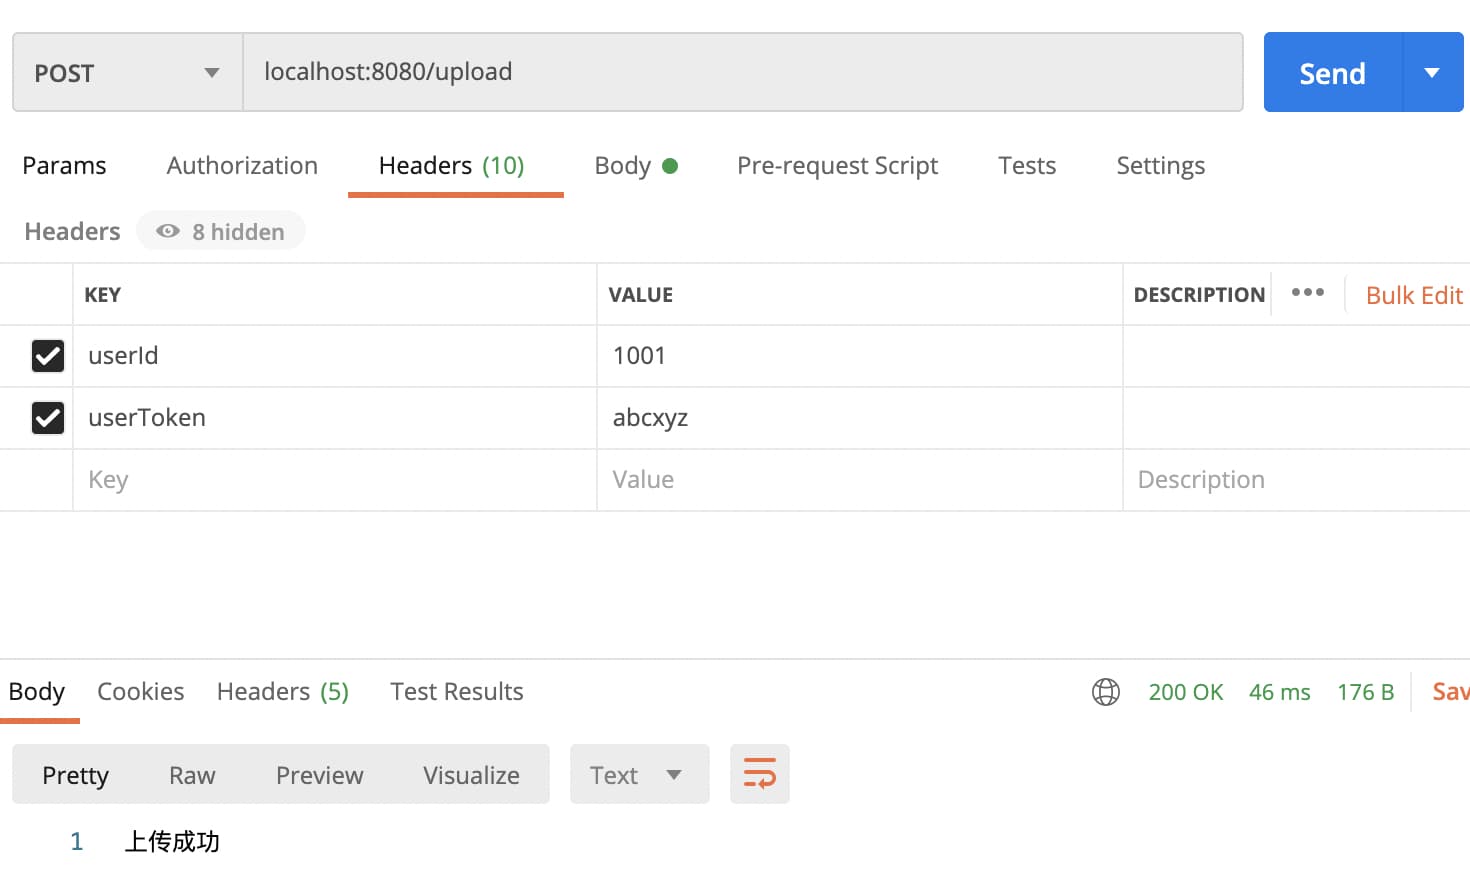 POST localhost:8080/upload Send
Params Authorization Headers (10) Body Pre-request Script Tests Settings
Headers 8 hidden
KEY VALUE DESCRIPTION ••• Bulk Edit
userId 1001
userToken abcxyz
Key Value Description
Body Cookies Headers (5) Test Results 200 OK 46 ms 176 B Sav
Pretty Raw Preview Visualize Text
1 上传成功